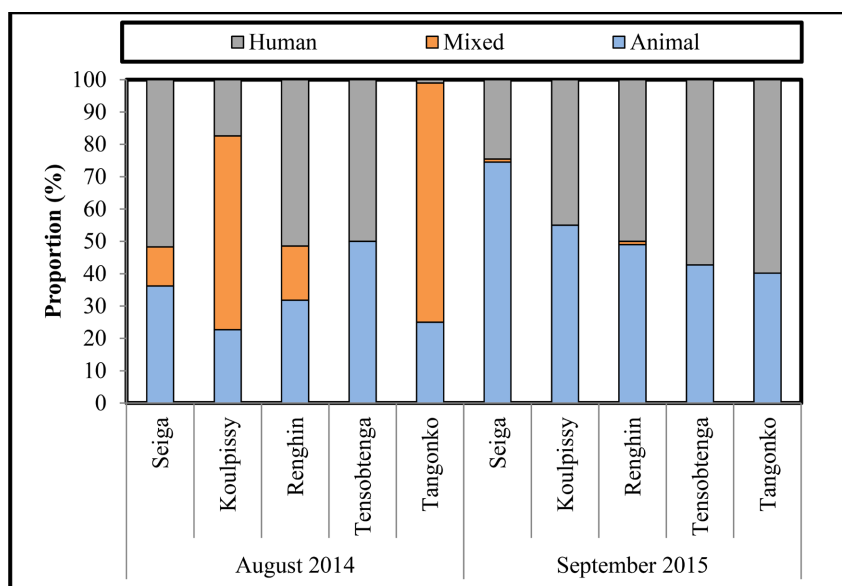 Human Mixed Animal
100
90
80
70
60
50
40
30
20
10
0
Proportion (%)
Seiga Koulpissy Renghin Tensobtenga Tangonko Seiga Koulpissy Renghin Tensobtenga Tangonko
August 2014 September 2015